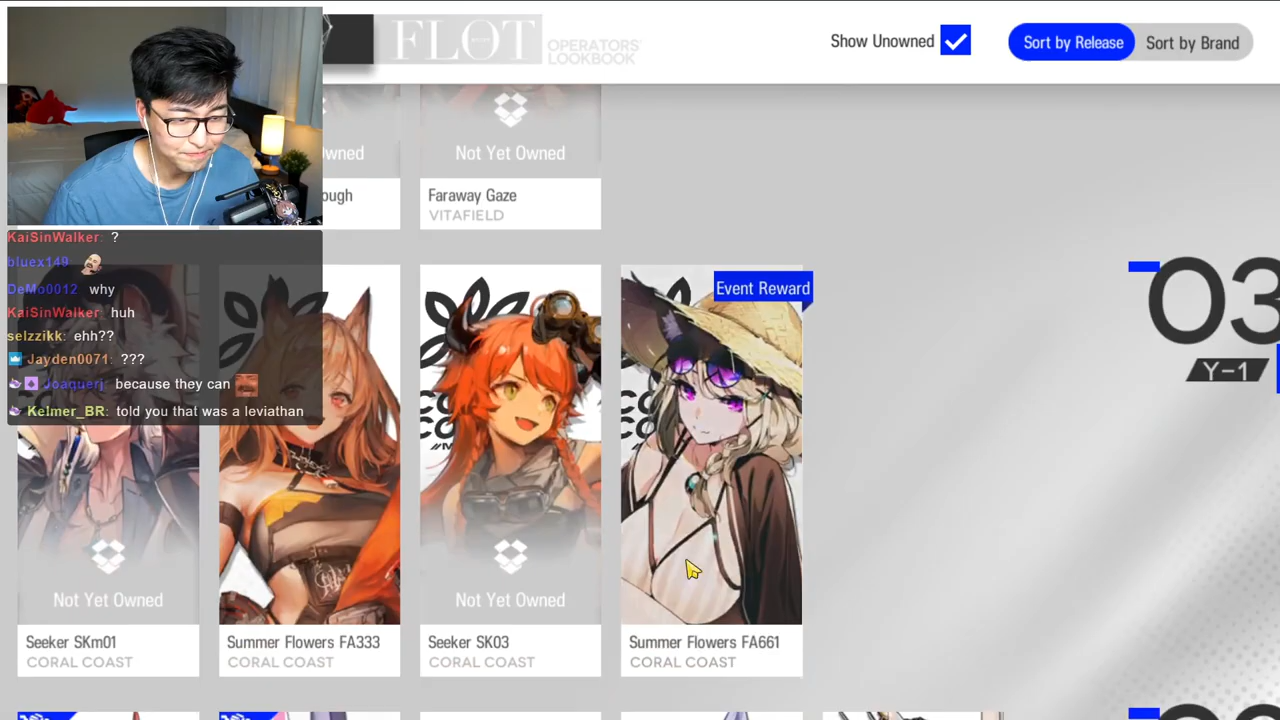 FLOT
OPERATORS'
LOOKBOOK
Show Unowned
Sort by Release
Sort by Brand
Not Yet Owned
Faraway Gaze
VITAFIELD
KaiSinWalker: ?
bluex149:
DeMo0012 why
KaiSinWalker: huh
selzzikk: ehh??
Jayden0071: ???
Joaquerj: because they can
Kelmer_BR: told you that was a leviathan
Event Reward
03
Y-1
Not Yet Owned
Not Yet Owned
Seeker SKm01
CORAL COAST
Summer Flowers FA333
CORAL COAST
Seeker SK03
CORAL COAST
Summer Flowers FA661
CORAL COAST